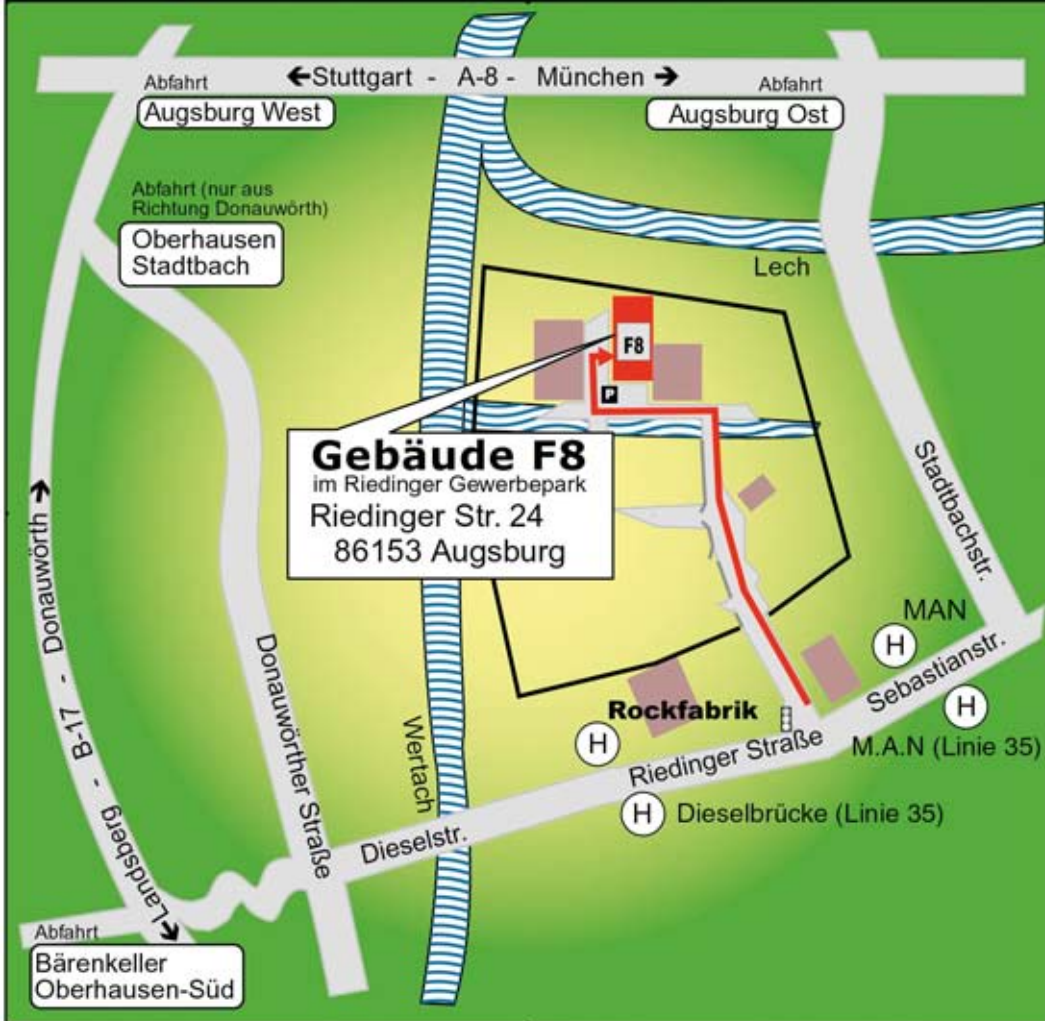 Abfahrt
←Stuttgart - A-8 - München →
Abfahrt
Augsburg West
Augsburg Ost
Abfahrt (nur aus
Richtung Donauwörth)
Oberhausen
Stadtbach
Lech
F8
P
Gebäude F8
im Riedinger Gewerbepark
Riedinger Str. 24
86153 Augsburg
Stadtbachstr.
←Landsberg - B-17 - Donauwörth→
Donauwörther Straße
Wertach
MAN
H
Sebastianstr.
H
M.A.N (Linie 35)
Rockfabrik
H
Riedinger Straße
H
Dieselbrücke (Linie 35)
Dieselstr.
Abfahrt
Bärenkeller
Oberhausen-Süd